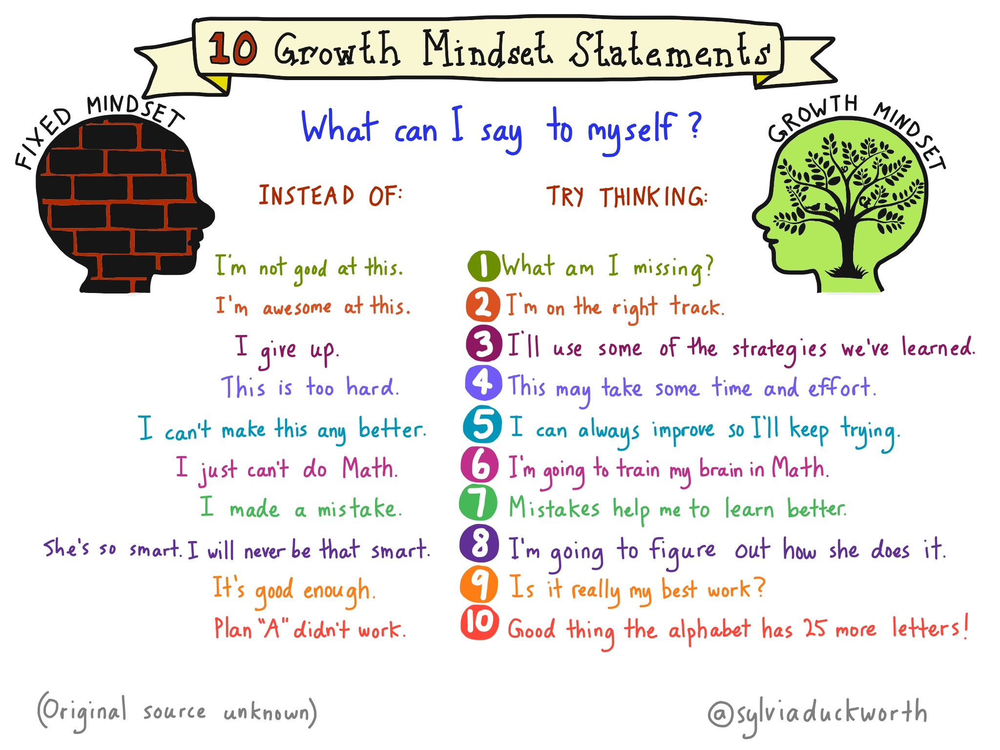 10 Growth Mindset Statements
FIXED MINDSET
GROWTH MINDSET
What can I say to myself?
INSTEAD OF:
TRY THINKING:
I'm not good at this.
1 What am I missing?
I'm awesome at this.
2 I'm on the right track.
I give up.
3 I'll use some of the strategies we've learned.
This is too hard.
4 This may take some time and effort.
I can't make this any better.
5 I can always improve so I'll keep trying.
I just can't do Math.
6 I'm going to train my brain in Math.
I made a mistake.
7 Mistakes help me to learn better.
She's so smart. I will never be that smart.
8 I'm going to figure out how she does it.
It's good enough.
9 Is it really my best work?
Plan "A" didn't work.
10 Good thing the alphabet has 25 more letters!
(Original source unknown)
@sylviaduckworth